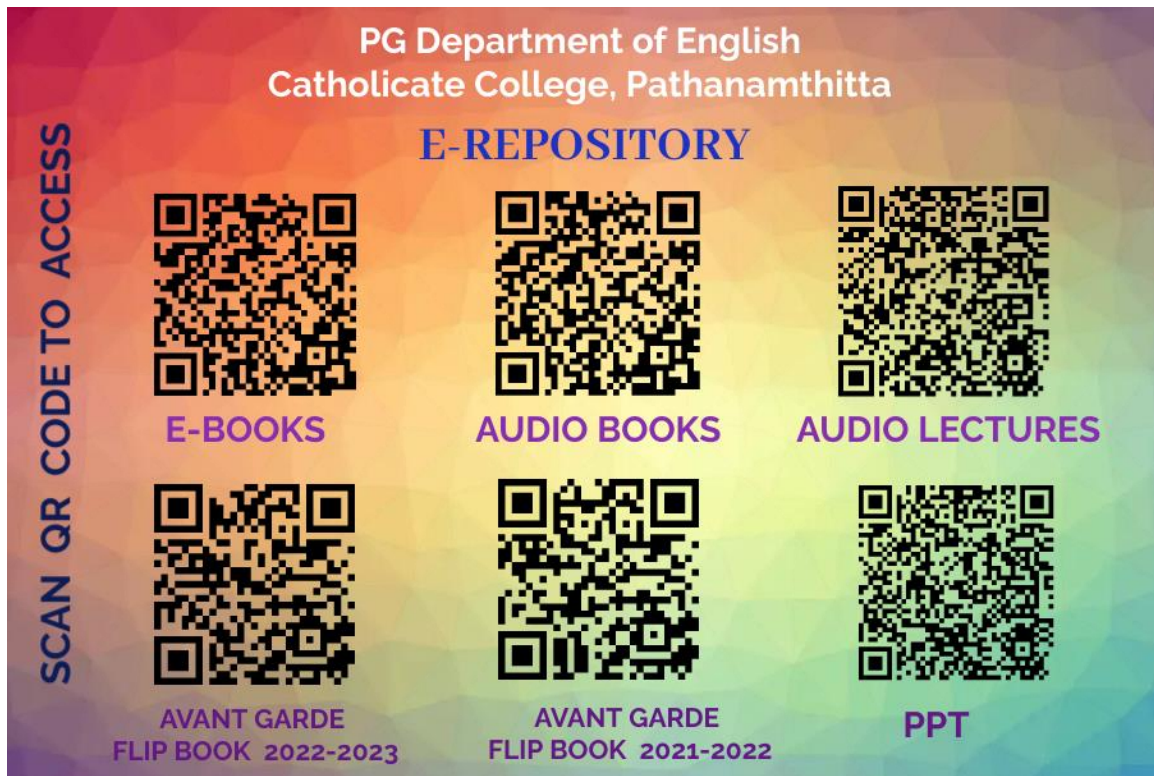 PG Department of English
Catholicate College, Pathanamthitta
E-REPOSITORY
SCAN QR CODE TO ACCESS
E-BOOKS
AUDIO BOOKS
AUDIO LECTURES
AVANT GARDE
FLIP BOOK 2022-2023
AVANT GARDE
FLIP BOOK 2021-2022
PPT